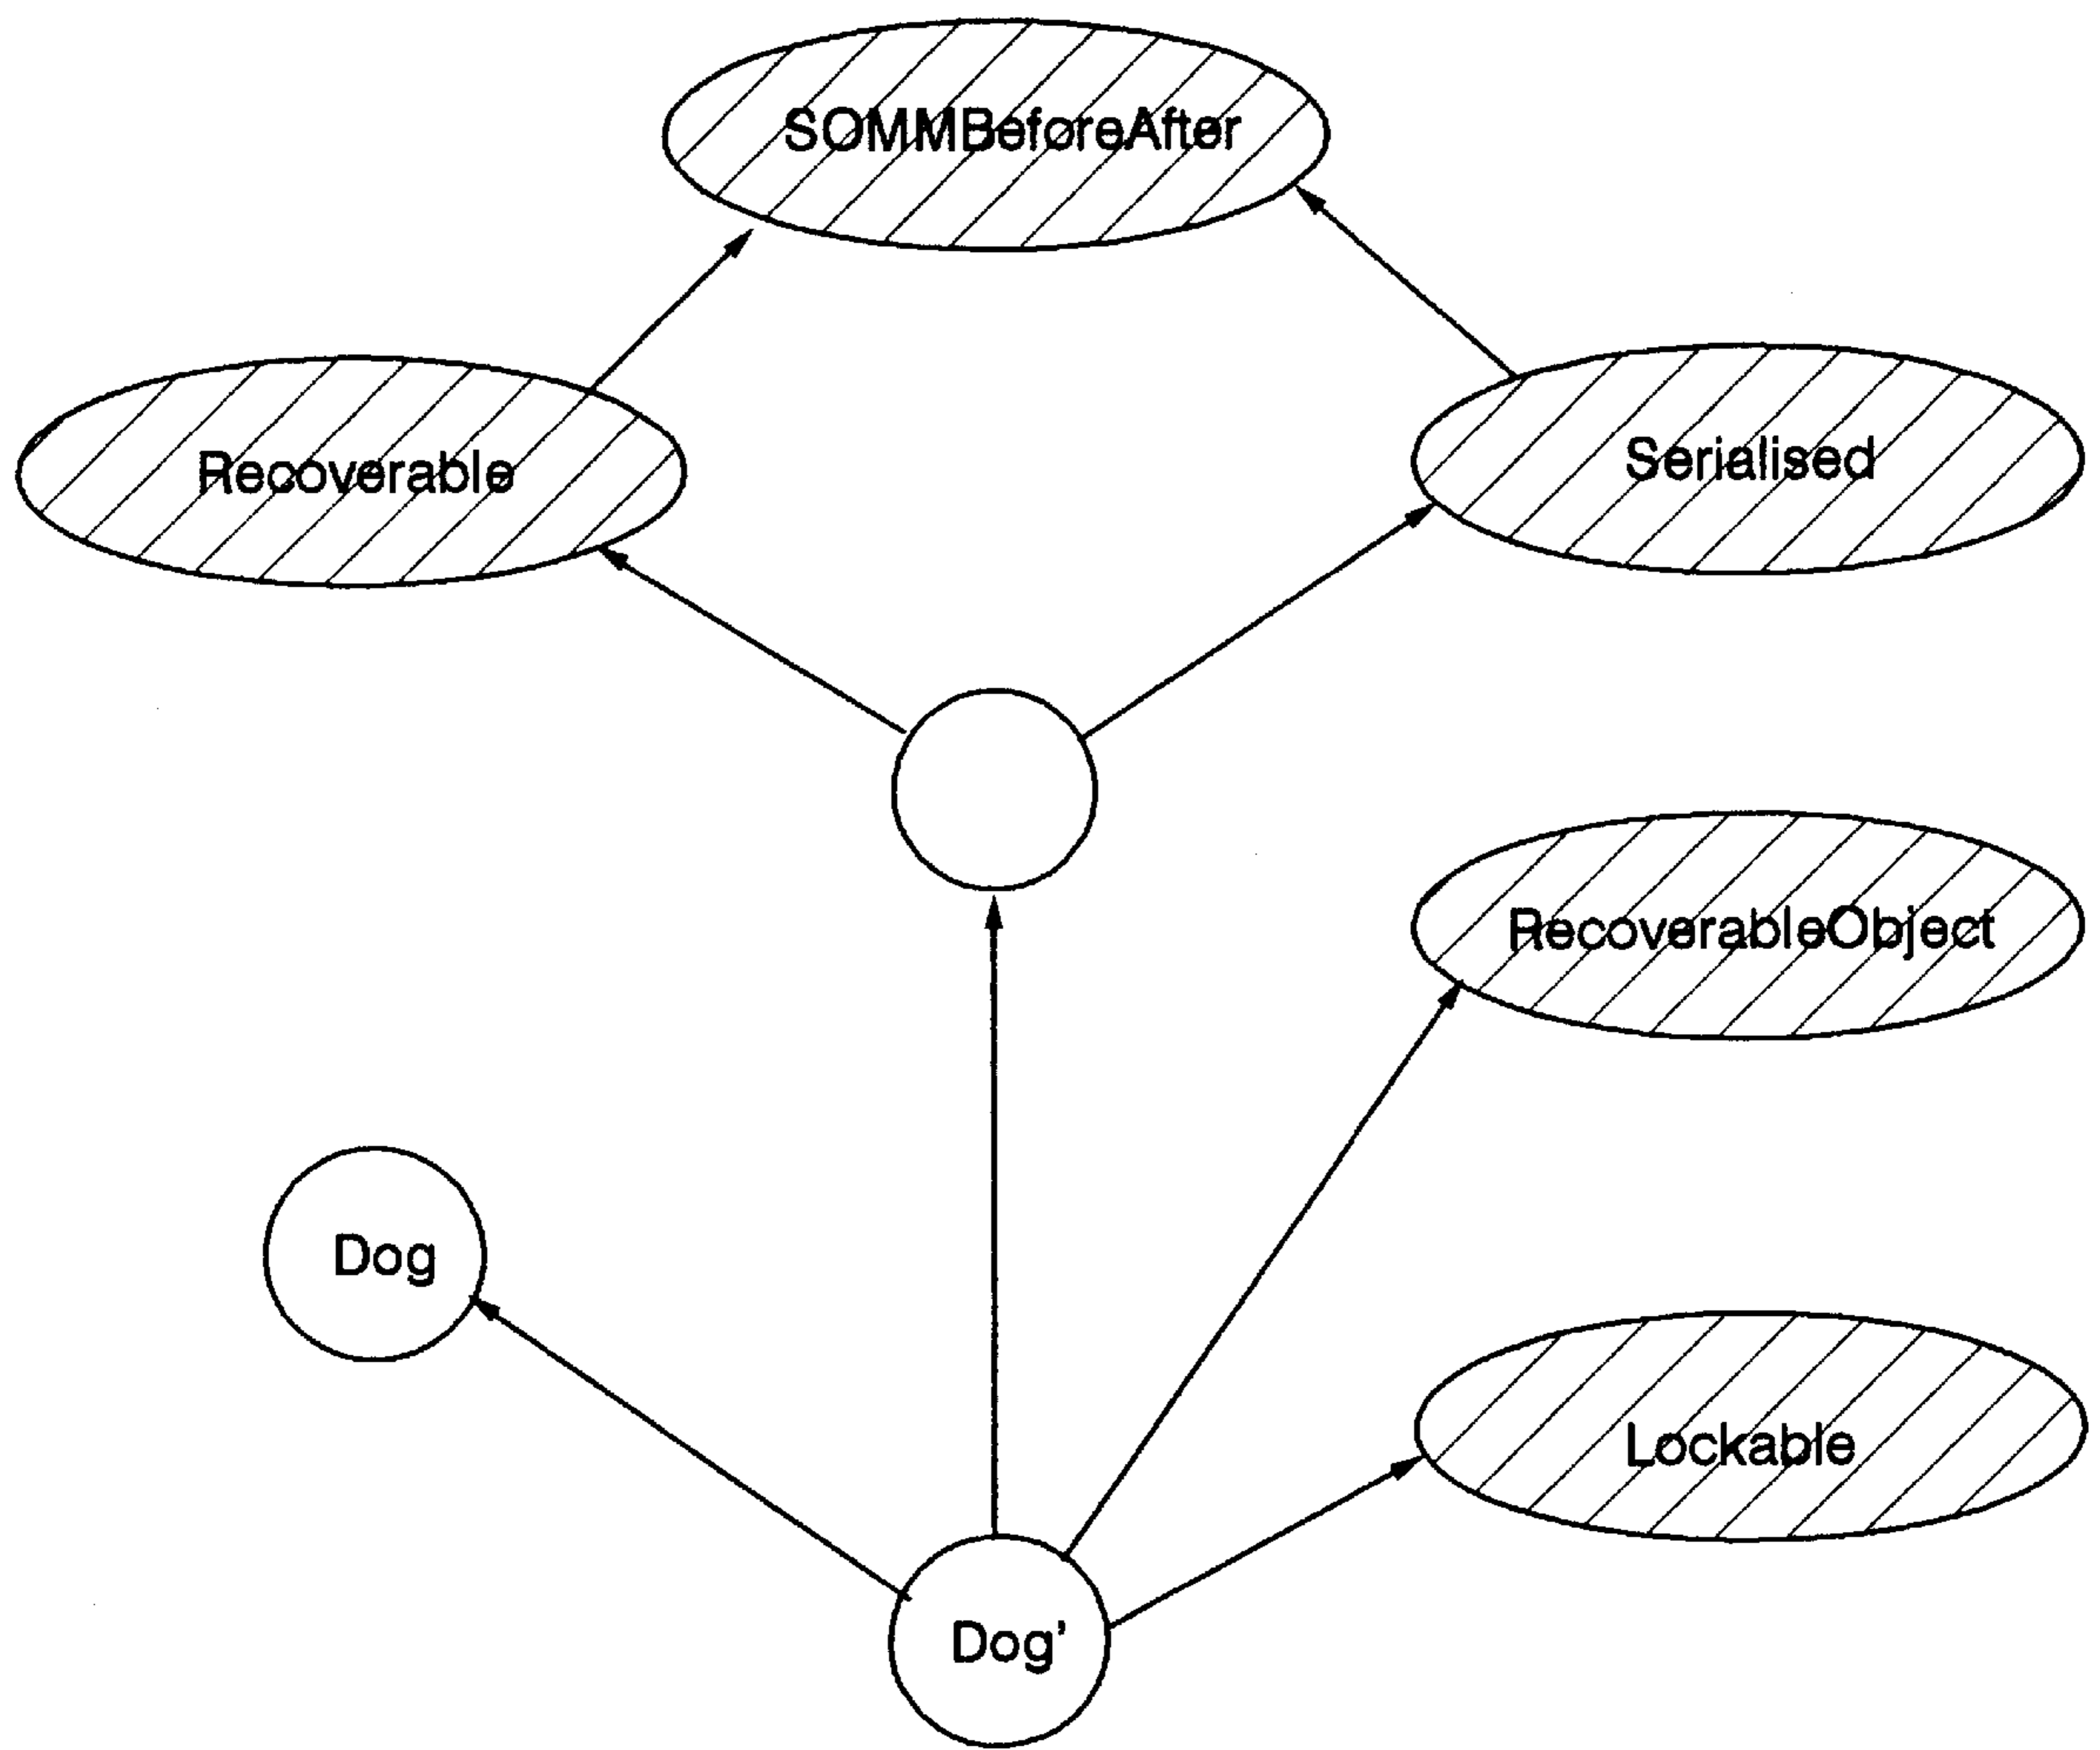 SOMMBeforeAfter
Recoverable
Serialised
RecoverableObject
Dog
Lockable
Dog'